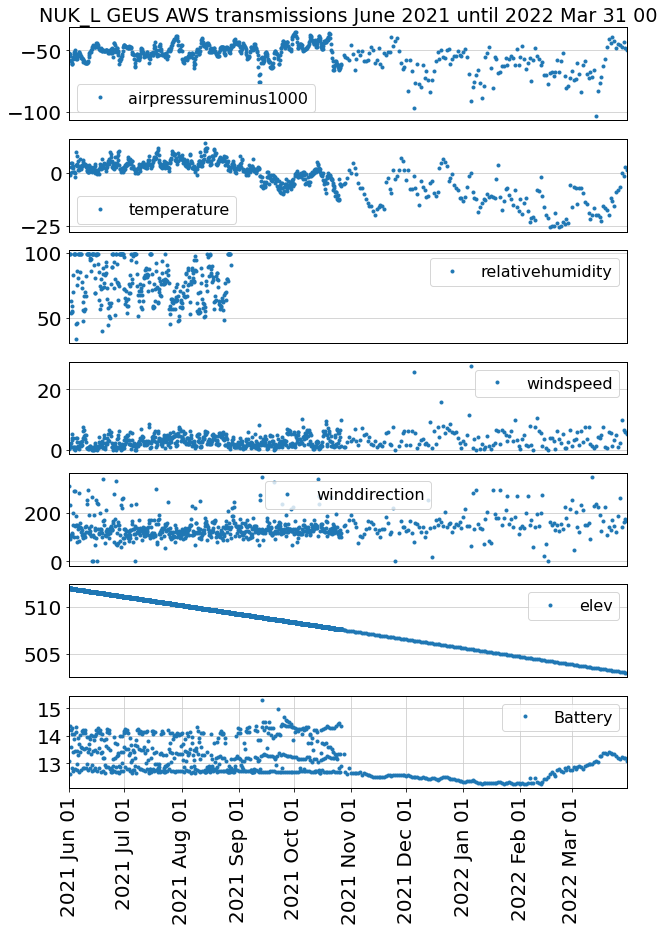 NUK_L GEUS AWS transmissions June 2021 until 2022 Mar 31 00
−50
−100
airpressureminus1000
0
−25
temperature
100
50
relativehumidity
20
0
windspeed
200
0
winddirection
510
505
elev
15
14
13
Battery
2021 Jun 01
2021 Jul 01
2021 Aug 01
2021 Sep 01
2021 Oct 01
2021 Nov 01
2021 Dec 01
2022 Jan 01
2022 Feb 01
2022 Mar 01